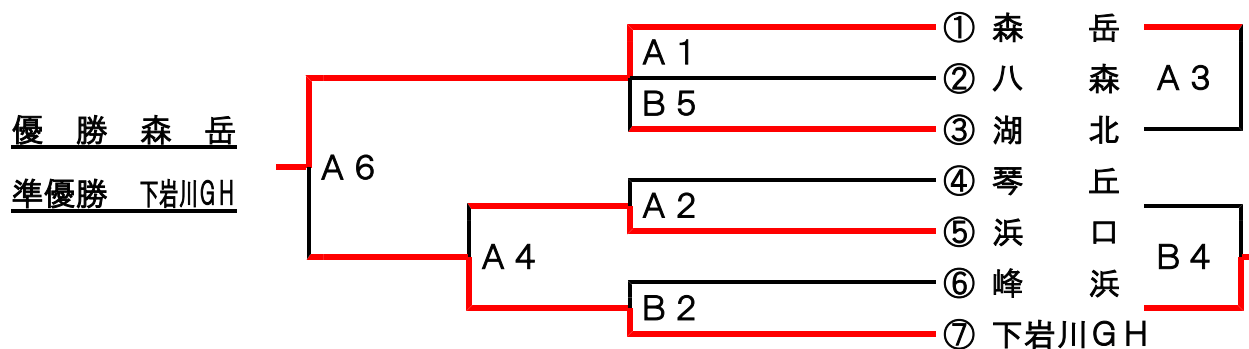 ① 森 岳
A1
② 八 森
A3
B5
③ 湖 北
優 勝 森 岳
A6
④ 琴 丘
準優勝 下岩川GH
A2
⑤ 浜 口
A4
B4
⑥ 峰 浜
B2
⑦ 下岩川GH